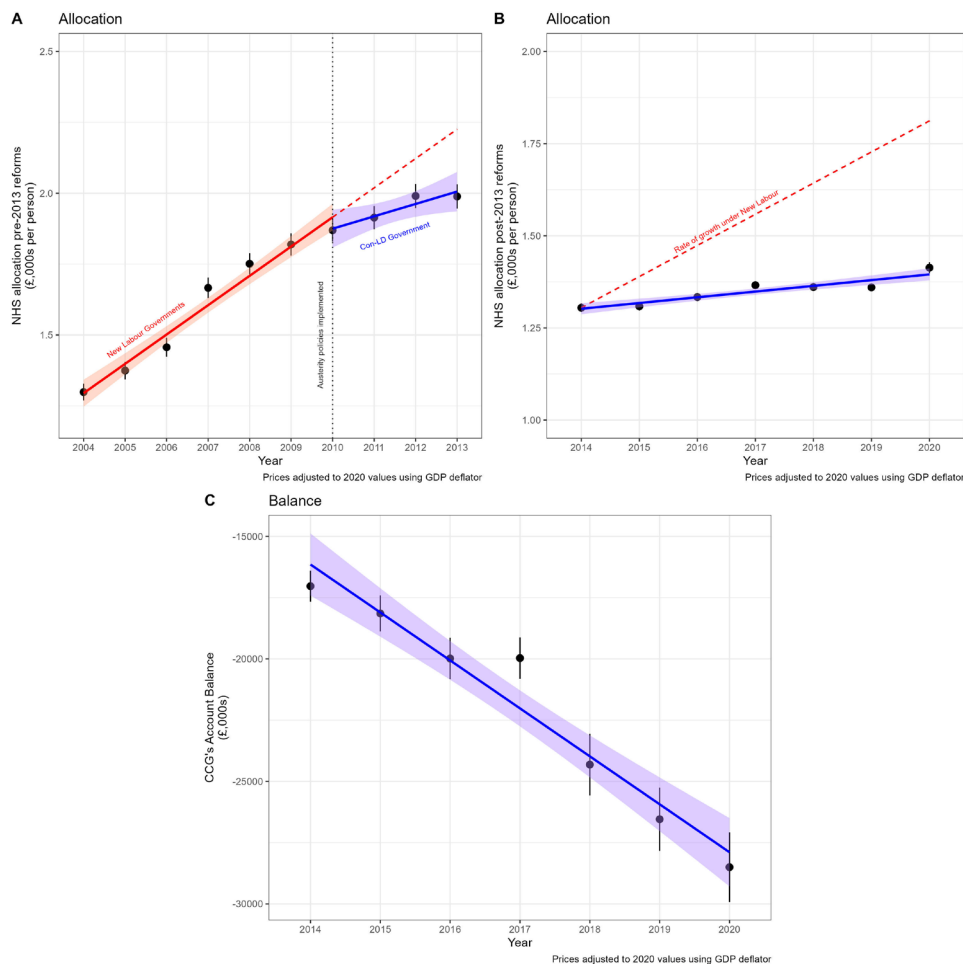 A Allocation
NHS allocation pre-2013 reforms
(£,000s per person)
2.5
2.0
1.5
New Labour Governments
Austerity policies implemented
Con-LD Government
2004 2005 2006 2007 2008 2009 2010 2011 2012 2013
Year
Prices adjusted to 2020 values using GDP deflator
B Allocation
NHS allocation post-2013 reforms
(£,000s per person)
2.00
1.75
1.50
1.25
1.00
Rate of growth under New Labour
2014 2015 2016 2017 2018 2019 2020
Year
Prices adjusted to 2020 values using GDP deflator
C Balance
CCG's Account Balance
(£,000s)
-15000
-20000
-25000
-30000
2014 2015 2016 2017 2018 2019 2020
Year
Prices adjusted to 2020 values using GDP deflator